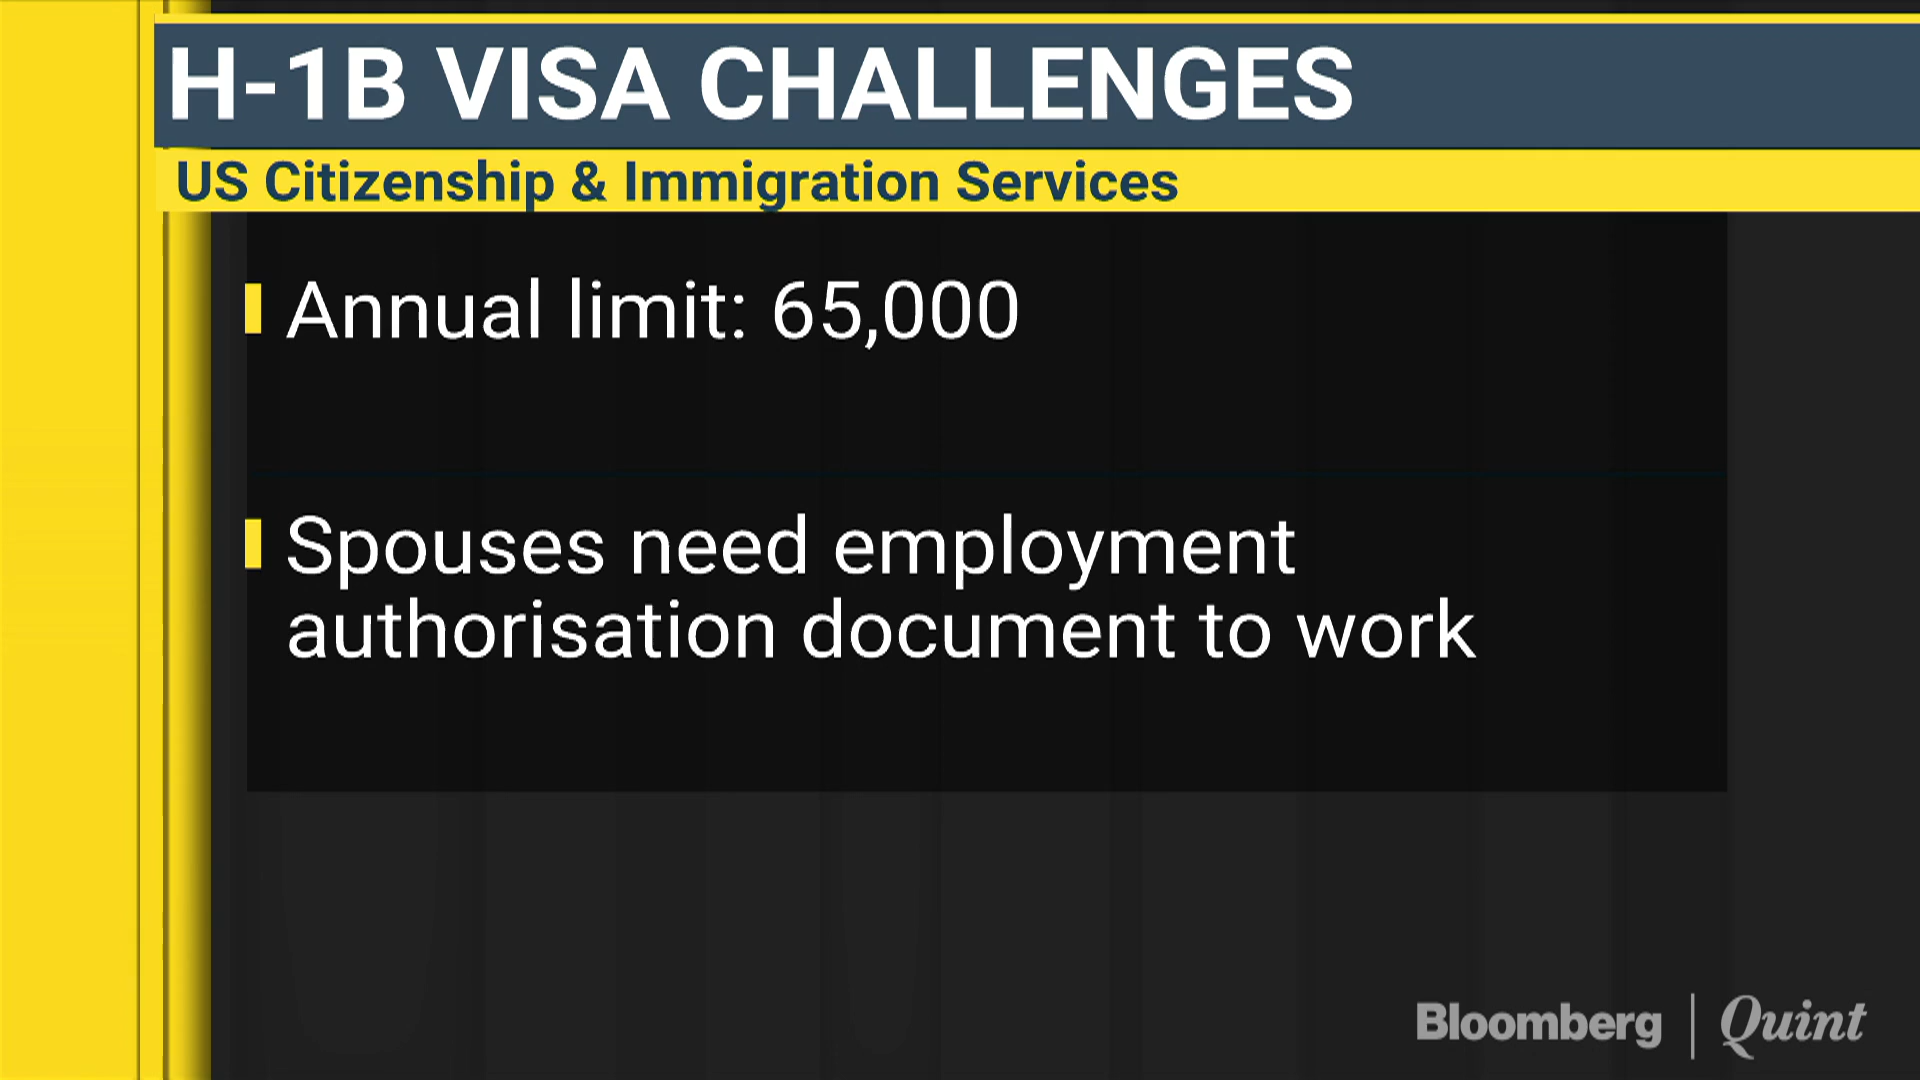 H-1B VISA CHALLENGES
US Citizenship & Immigration Services
Annual limit: 65,000
Spouses need employment
authorisation document to work
Bloomberg | Quint